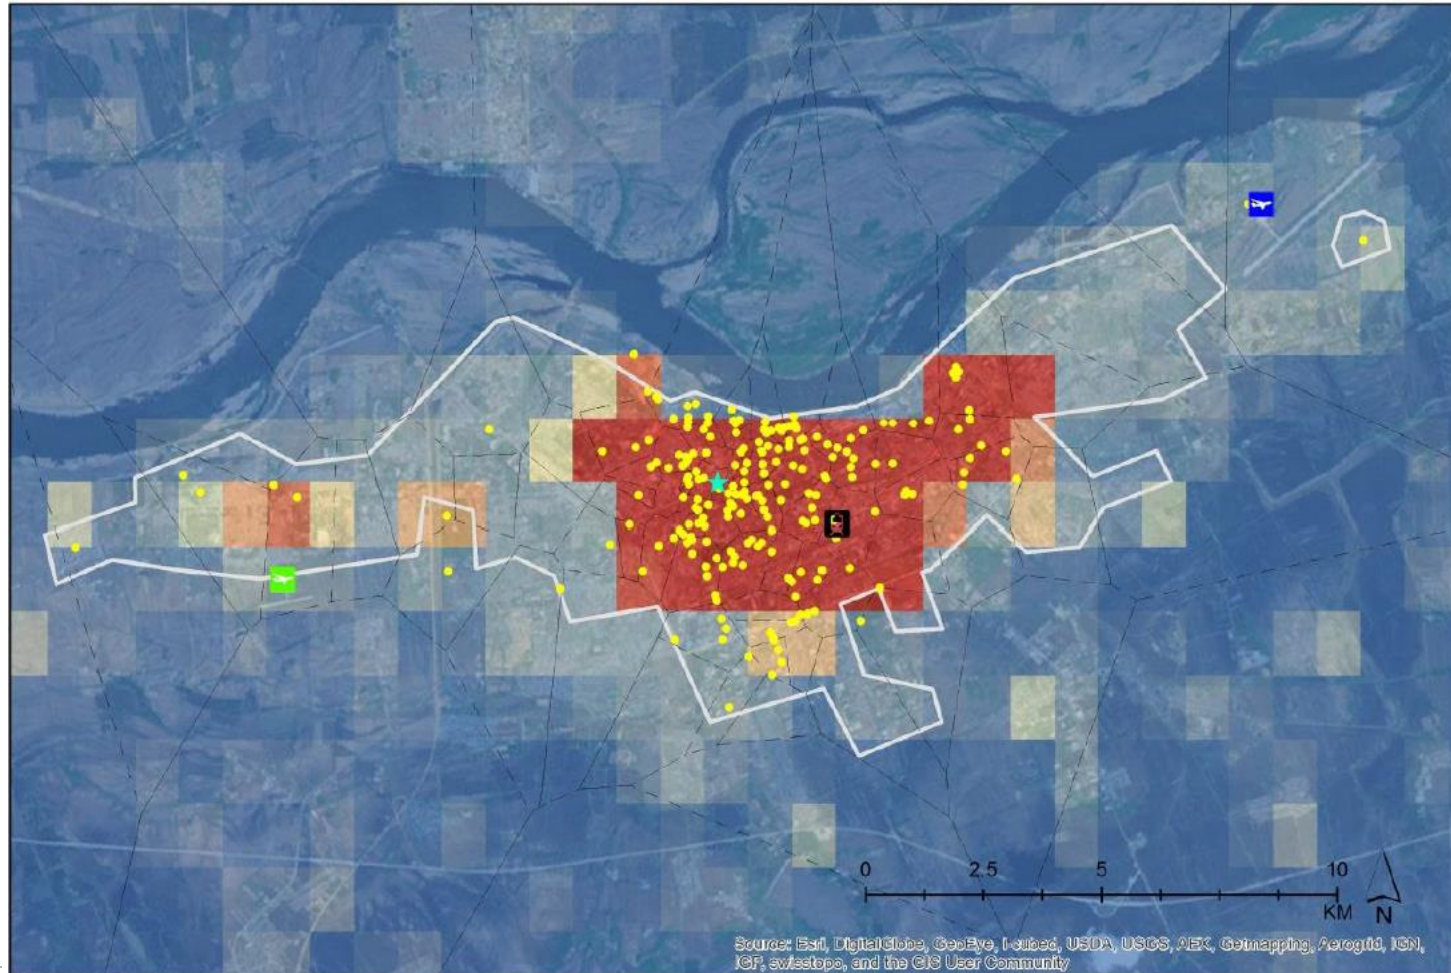 0 2.5 5 10
KM N
Source: Esri, DigitalGlobe, GeoEye, i-cubed, USDA, USGS, AEX, Getmapping, Aerogrid, IGN,
IGP, swisstopo, and the GIS User Community